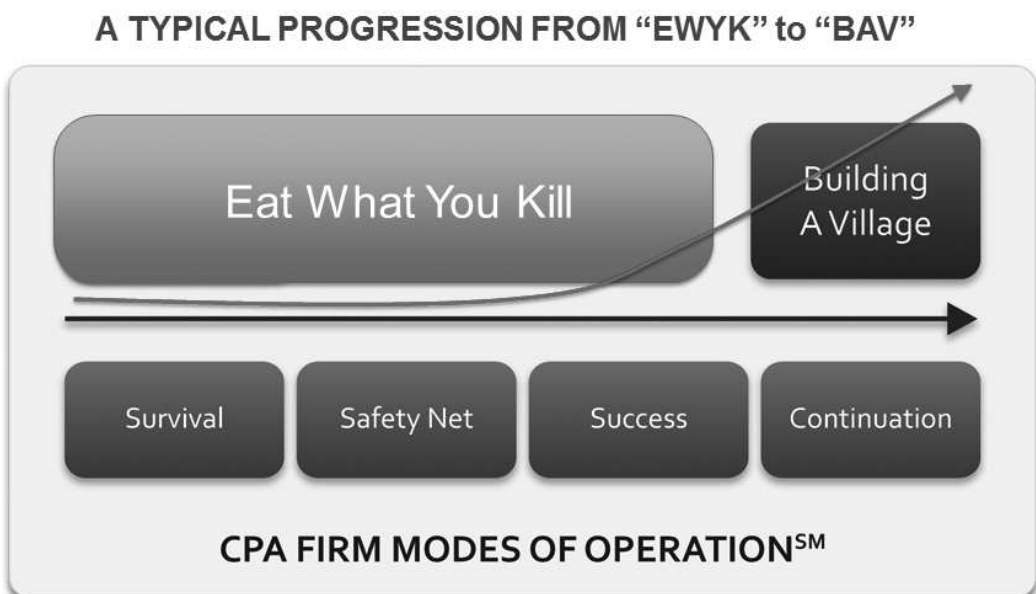 A TYPICAL PROGRESSION FROM “EWYK” to “BAV”
Eat What You Kill
Building
A Village
Survival
Safety Net
Success
Continuation
CPA FIRM MODES OF OPERATION℠